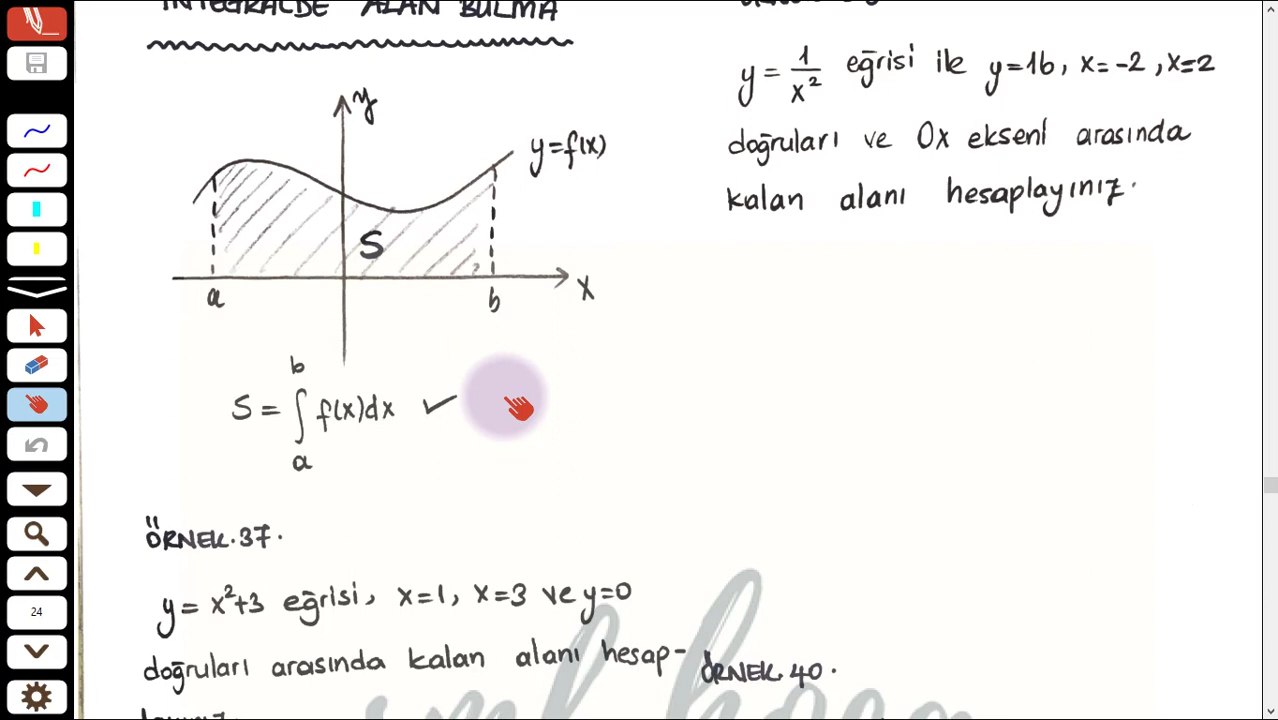 İNTEGRALDE ALAN BULMA
y
y=f(x)
S
a
b
x
b
S = ∫ f(x)dx ✓
a
ÖRNEK.37.
y= x²+3 eğrisi, x=1, x=3 ve y=0
doğruları arasında kalan alanı hesap-
y= 1/x² eğrisi ile y=16, x=-2, x=2
doğruları ve Ox ekseni arasında
kalan alanı hesaplayınız.
ÖRNEK.40.
24